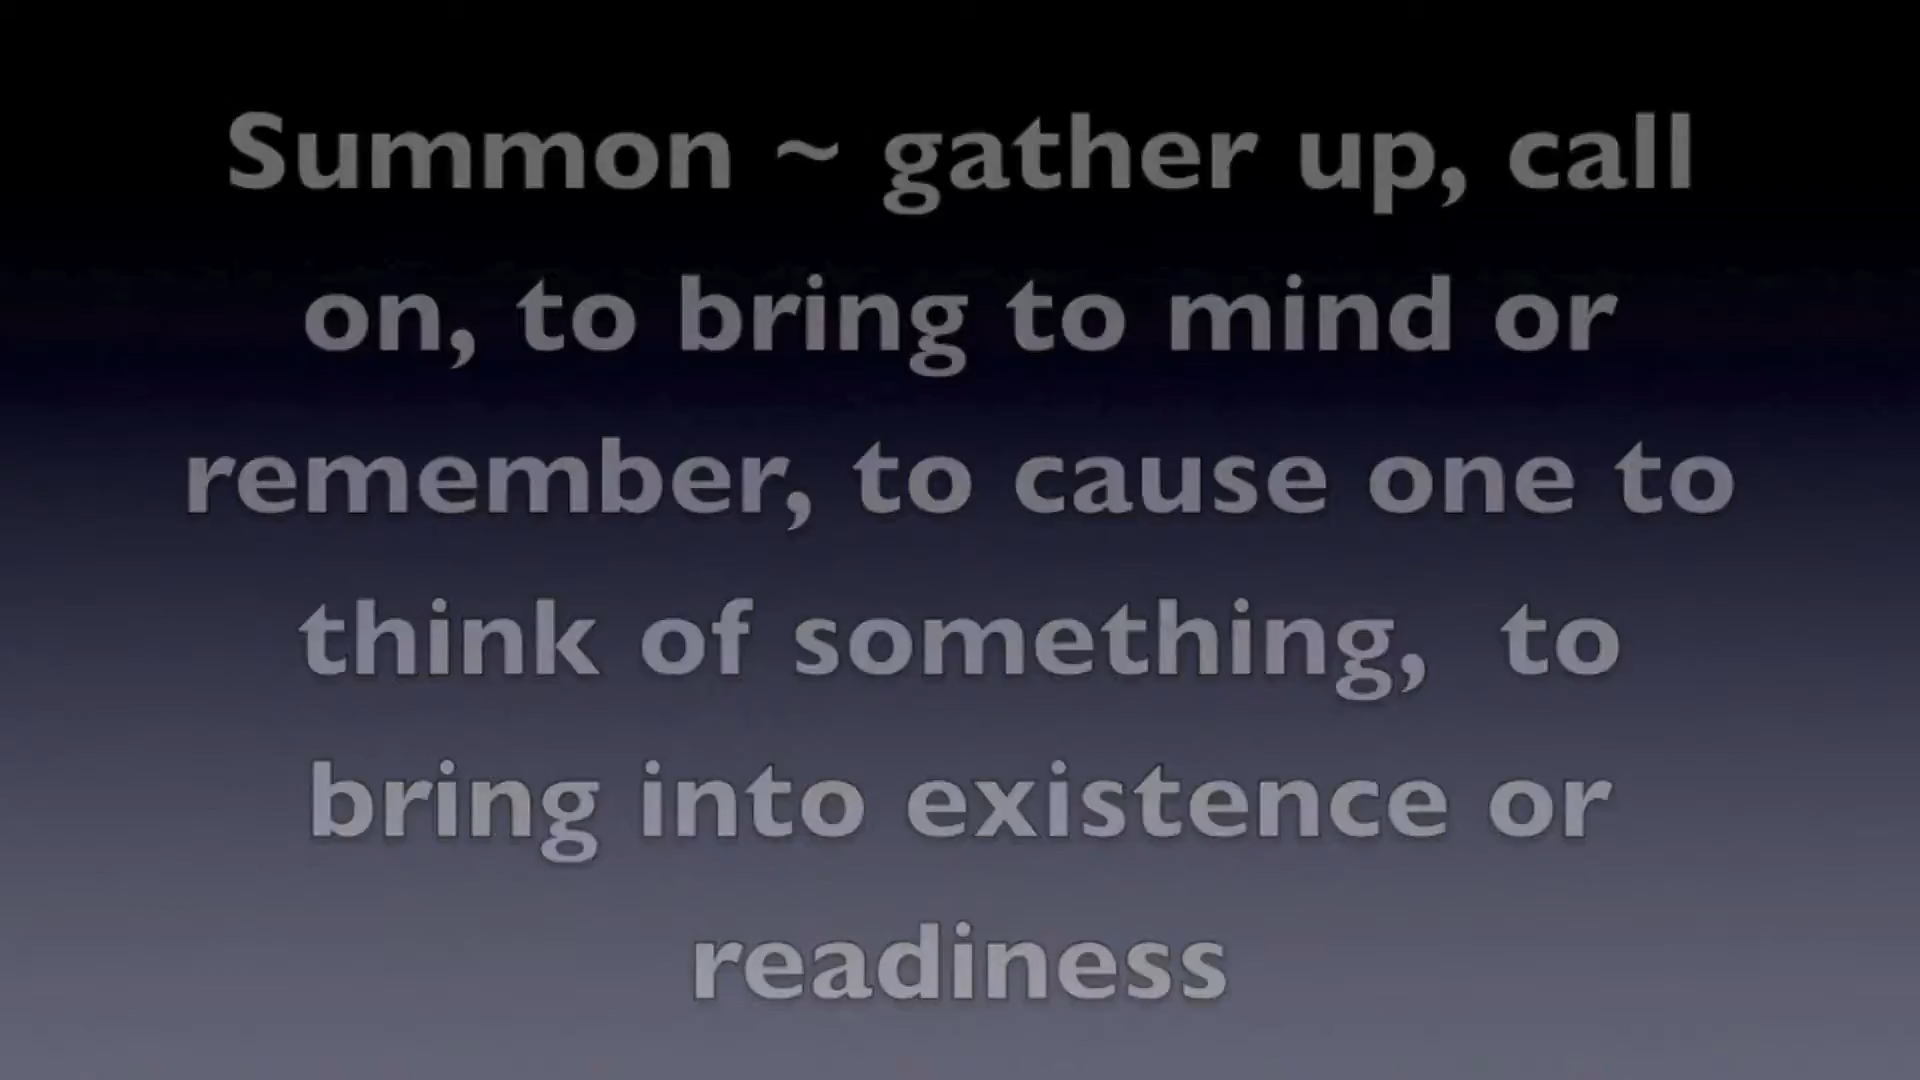 Summon ~ gather up, call
on, to bring to mind or
remember, to cause one to
think of something,  to
bring into existence or
readiness